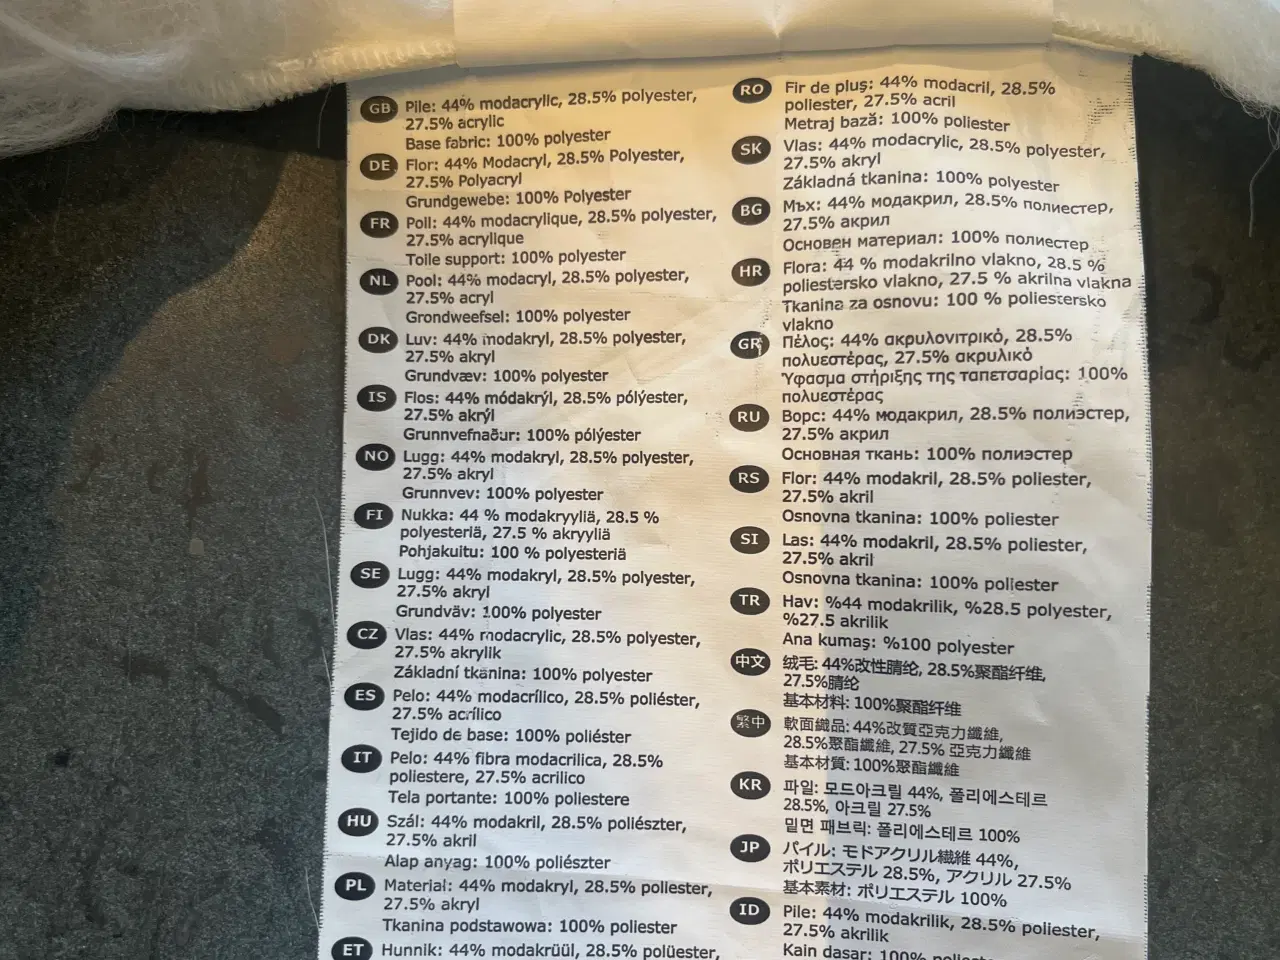 GB Pile: 44% modacrylic, 28.5% polyester,
27.5% acrylic
Base fabric: 100% polyester
DE Flor: 44% Modacryl, 28.5% Polyester,
27.5% Polyacryl
Grundgewebe: 100% Polyester
FR Poil: 44% modacrylique, 28.5% polyester,
27.5% acrylique
Toile support: 100% polyester
NL Pool: 44% modacryl, 28.5% polyester,
27.5% acryl
Grondweefsel: 100% polyester
DK Luv: 44% modakryl, 28.5% polyester,
27.5% akryl
Grundvæv: 100% polyester
IS Flos: 44% módakrýl, 28.5% pólýester,
27.5% akrýl
Grunnvefnaður: 100% pólýester
NO Lugg: 44% modakryl, 28.5% polyester,
27.5% akryl
Grunnvev: 100% polyester
FI Nukka: 44 % modakryyliä, 28.5 %
polyesteriä, 27.5 % akryyliä
Pohjakuitu: 100 % polyesteriä
SE Lugg: 44% modakryl, 28.5% polyester,
27.5% akryl
Grundväv: 100% polyester
CZ Vlas: 44% modacrylic, 28.5% polyester,
27.5% akrylik
Základní tkanina: 100% polyester
ES Pelo: 44% modacrílico, 28.5% poliéster,
27.5% acrílico
Tejido de base: 100% poliéster
IT Pelo: 44% fibra modacrilica, 28.5%
poliestere, 27.5% acrilico
Tela portante: 100% poliestere
HU Szál: 44% modakril, 28.5% poliészter,
27.5% akril
Alap anyag: 100% poliészter
PL Materiał: 44% modakryl, 28.5% poliester,
27.5% akryl
Tkanina podstawowa: 100% poliester
ET Hunnik: 44% modakrüül, 28.5% polüester,
RO Fir de pluş: 44% modacril, 28.5%
poliester, 27.5% acril
Metraj bază: 100% poliester
SK Vlas: 44% modacrylic, 28.5% polyester,
27.5% akryl
Základná tkanina: 100% polyester
BG Мъх: 44% модакрил, 28.5% полиестер,
27.5% акрил
Основен материал: 100% полиестер
HR Flora: 44 % modakrilno vlakno, 28.5 %
poliestersko vlakno, 27.5 % akrilna vlakna
Tkanina za osnovu: 100 % poliestersko
vlakno
GR Πέλος: 44% ακρυλονιτρικό, 28.5%
πολυεστέρας, 27.5% ακρυλικό
Ύφασμα στήριξης της ταπετσαρίας: 100%
πολυεστέρας
RU Ворс: 44% модакрил, 28.5% полиэстер,
27.5% акрил
Основная ткань: 100% полиэстер
RS Flor: 44% modakril, 28.5% poliester,
27.5% akril
Osnovna tkanina: 100% poliester
SI Las: 44% modakril, 28.5% poliester,
27.5% akril
Osnovna tkanina: 100% poliester
TR Hav: %44 modakrilik, %28.5 polyester,
%27.5 akrilik
Ana kumaş: %100 polyester
中文 绒毛: 44%改性腈纶, 28.5%聚酯纤维,
27.5%腈纶
基本材料: 100%聚酯纤维
繁中 軟面織品: 44%改質亞克力纖維,
28.5%聚酯纖維, 27.5% 亞克力纖維
基本材質: 100%聚酯纖維
KR 파일: 모드아크릴 44%, 폴리에스테르
28.5%, 아크릴 27.5%
밑면 패브릭: 폴리에스테르 100%
JP パイル: モドアクリル繊維 44%,
ポリエステル 28.5%, アクリル 27.5%
基本素材: ポリエステル 100%
ID Pile: 44% modakrilik, 28.5% poliester,
27.5% akrilik
Kain dasar: 100%